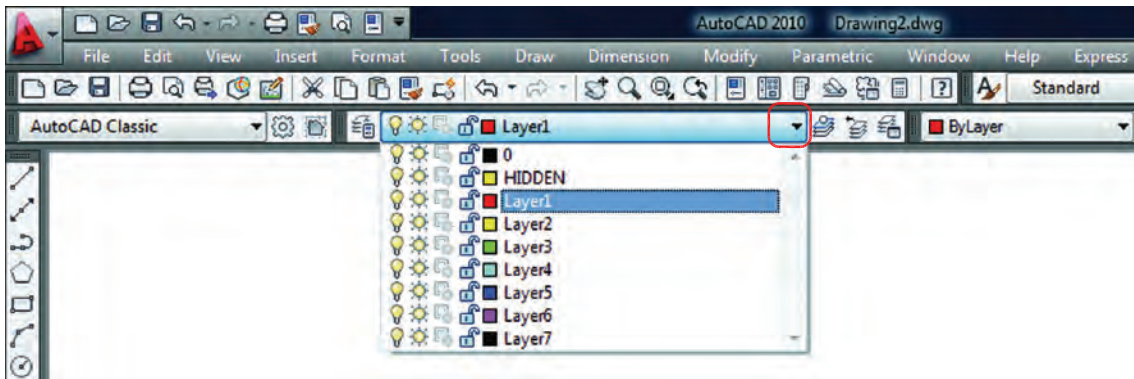 AutoCAD 2010 Drawing2.dwg
File Edit View Insert Format Tools Draw Dimension Modify Parametric Window Help Express
Standard
AutoCAD Classic Layer1 ByLayer
0
HIDDEN
Layer1
Layer2
Layer3
Layer4
Layer5
Layer6
Layer7